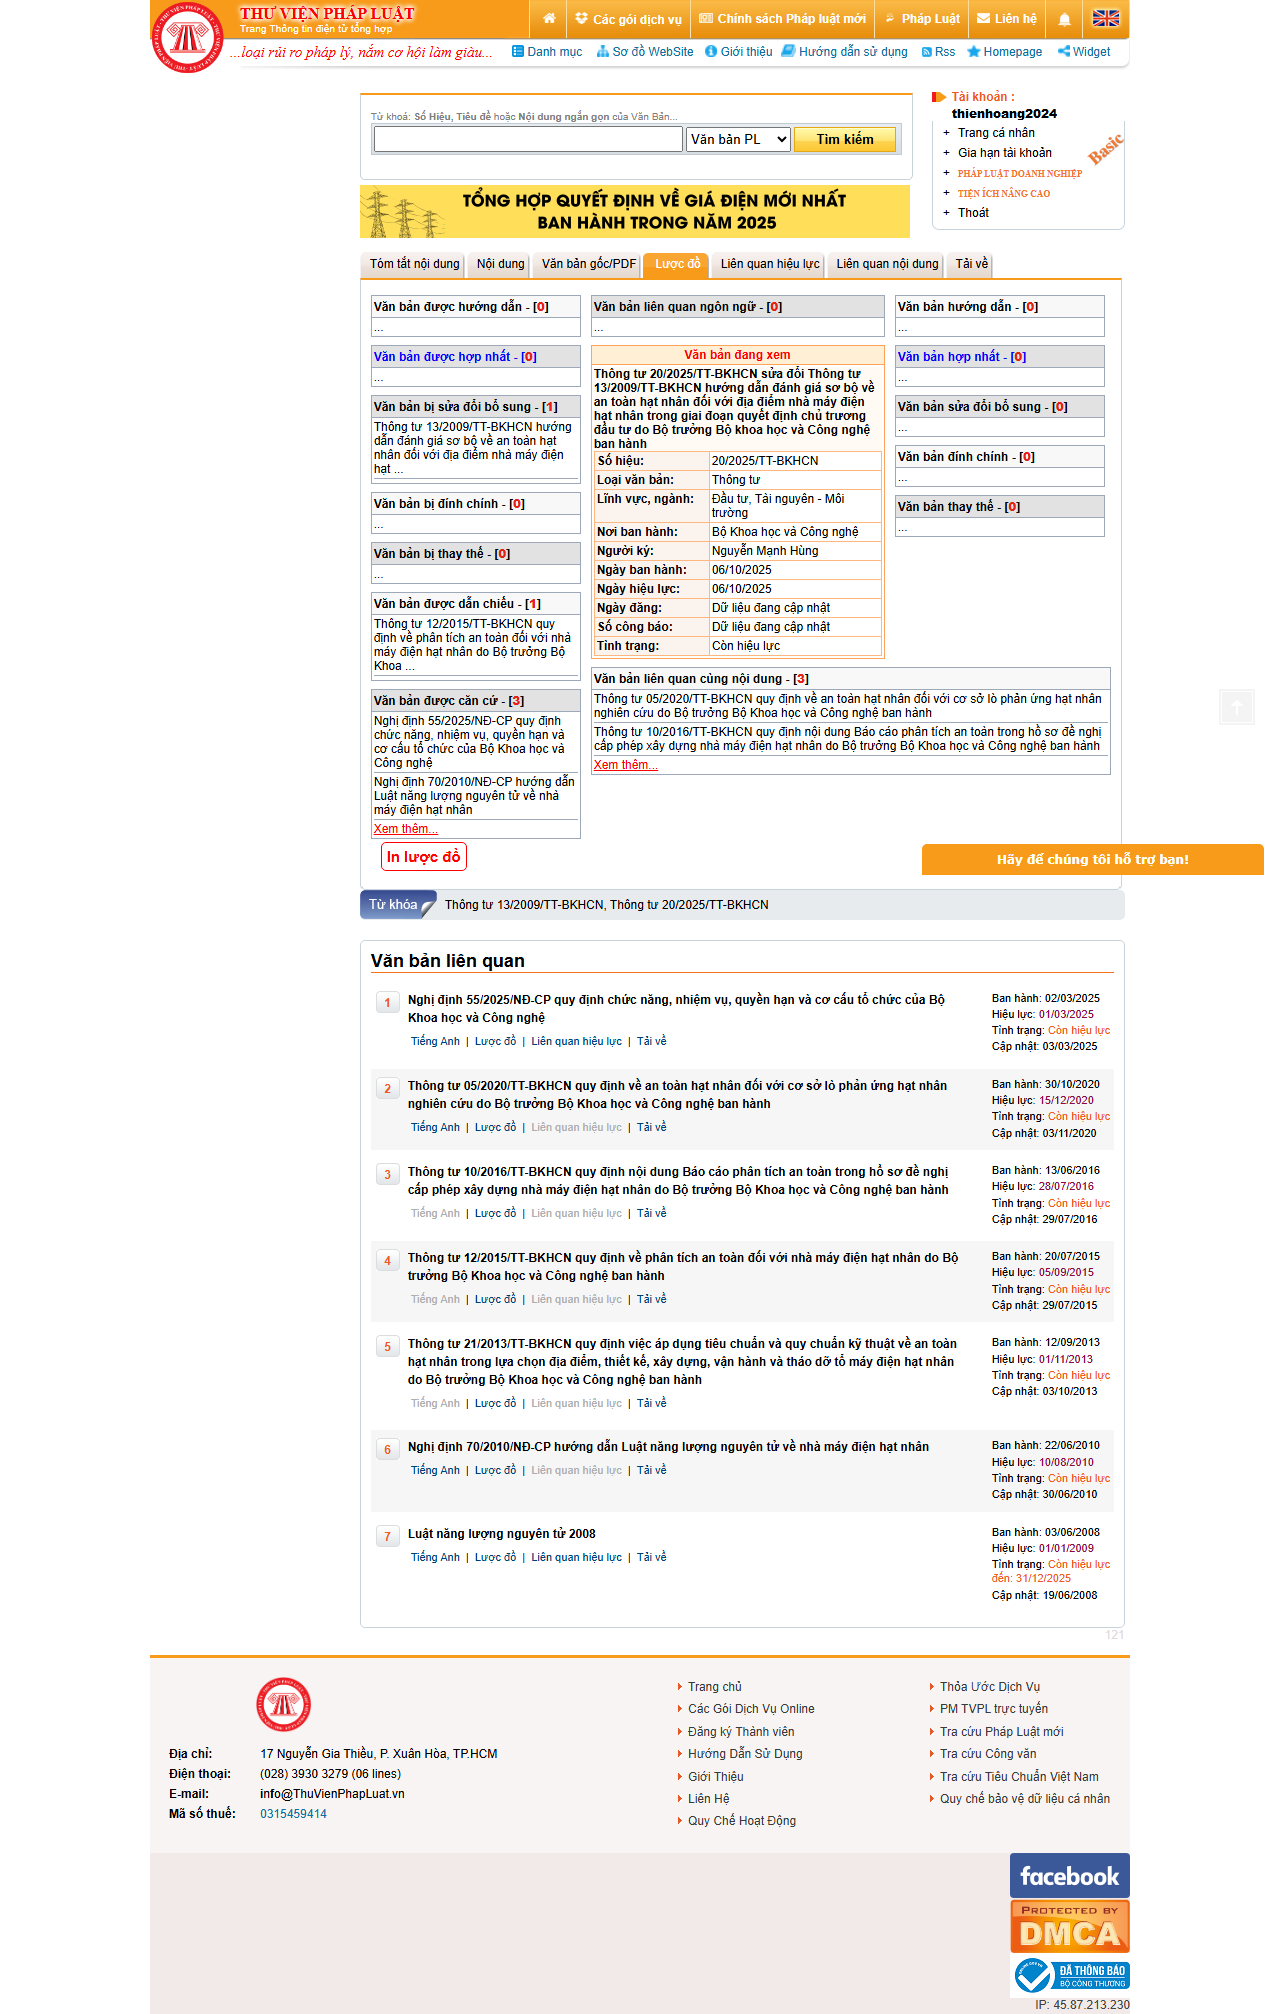 THƯ VIỆN PHÁP LUẬT
Trang Thông tin điện tử tổng hợp
Các gói dịch vụ
Chính sách Pháp luật mới
Pháp Luật
Liên hệ
...loại rủi ro pháp lý, nắm cơ hội làm giàu...
Danh mục
Sơ đồ WebSite
Giới thiệu
Hướng dẫn sử dụng
Rss
Homepage
Widget
Từ khoá: Số Hiệu, Tiêu đề hoặc Nội dung ngắn gọn của Văn Bản...
Văn bản PL
Tìm kiếm
Tài khoản :
thienhoang2024
+ Trang cá nhân
+ Gia hạn tài khoản
Basic
+ PHÁP LUẬT DOANH NGHIỆP
+ TIỆN ÍCH NÂNG CAO
+ Thoát
TỔNG HỢP QUYẾT ĐỊNH VỀ GIÁ ĐIỆN MỚI NHẤT
BAN HÀNH TRONG NĂM 2025
Tóm tắt nội dung
Nội dung
Văn bản gốc/PDF
Lược đồ
Liên quan hiệu lực
Liên quan nội dung
Tải về
Văn bản được hướng dẫn - [0]
...
Văn bản được hợp nhất - [0]
...
Văn bản bị sửa đổi bổ sung - [1]
Thông tư 13/2009/TT-BKHCN hướng
dẫn đánh giá sơ bộ về an toàn hạt
nhân đối với địa điểm nhà máy điện
hạt ...
Văn bản bị đính chính - [0]
...
Văn bản bị thay thế - [0]
...
Văn bản được dẫn chiếu - [1]
Thông tư 12/2015/TT-BKHCN quy
định về phân tích an toàn đối với nhà
máy điện hạt nhân do Bộ trưởng Bộ
Khoa ...
Văn bản được căn cứ - [3]
Nghị định 55/2025/NĐ-CP quy định
chức năng, nhiệm vụ, quyền hạn và
cơ cấu tổ chức của Bộ Khoa học và
Công nghệ
Nghị định 70/2010/NĐ-CP hướng dẫn
Luật năng lượng nguyên tử về nhà
máy điện hạt nhân
Xem thêm...
In lược đồ
Văn bản liên quan ngôn ngữ - [0]
...
Văn bản đang xem
Thông tư 20/2025/TT-BKHCN sửa đổi Thông tư
13/2009/TT-BKHCN hướng dẫn đánh giá sơ bộ về
an toàn hạt nhân đối với địa điểm nhà máy điện
hạt nhân trong giai đoạn quyết định chủ trương
đầu tư do Bộ trưởng Bộ khoa học và Công nghệ
ban hành
Số hiệu: 20/2025/TT-BKHCN
Loại văn bản: Thông tư
Lĩnh vực, ngành: Đầu tư, Tài nguyên - Môi
trường
Nơi ban hành: Bộ Khoa học và Công nghệ
Người ký: Nguyễn Mạnh Hùng
Ngày ban hành: 06/10/2025
Ngày hiệu lực: 06/10/2025
Ngày đăng: Dữ liệu đang cập nhật
Số công báo: Dữ liệu đang cập nhật
Tình trạng: Còn hiệu lực
Văn bản hướng dẫn - [0]
...
Văn bản hợp nhất - [0]
...
Văn bản sửa đổi bổ sung - [0]
...
Văn bản đính chính - [0]
...
Văn bản thay thế - [0]
...
Văn bản liên quan cùng nội dung - [3]
Thông tư 05/2020/TT-BKHCN quy định về an toàn hạt nhân đối với cơ sở lò phản ứng hạt nhân
nghiên cứu do Bộ trưởng Bộ Khoa học và Công nghệ ban hành
Thông tư 10/2016/TT-BKHCN quy định nội dung Báo cáo phân tích an toàn trong hồ sơ đề nghị
cấp phép xây dựng nhà máy điện hạt nhân do Bộ trưởng Bộ Khoa học và Công nghệ ban hành
Xem thêm...
Hãy để chúng tôi hỗ trợ bạn!
Từ khóa
Thông tư 13/2009/TT-BKHCN, Thông tư 20/2025/TT-BKHCN
Văn bản liên quan
1
Nghị định 55/2025/NĐ-CP quy định chức năng, nhiệm vụ, quyền hạn và cơ cấu tổ chức của Bộ
Khoa học và Công nghệ
Tiếng Anh | Lược đồ | Liên quan hiệu lực | Tải về
Ban hành: 02/03/2025
Hiệu lực: 01/03/2025
Tình trạng: Còn hiệu lực
Cập nhật: 03/03/2025
2
Thông tư 05/2020/TT-BKHCN quy định về an toàn hạt nhân đối với cơ sở lò phản ứng hạt nhân
nghiên cứu do Bộ trưởng Bộ Khoa học và Công nghệ ban hành
Tiếng Anh | Lược đồ | Liên quan hiệu lực | Tải về
Ban hành: 30/10/2020
Hiệu lực: 15/12/2020
Tình trạng: Còn hiệu lực
Cập nhật: 03/11/2020
3
Thông tư 10/2016/TT-BKHCN quy định nội dung Báo cáo phân tích an toàn trong hồ sơ đề nghị
cấp phép xây dựng nhà máy điện hạt nhân do Bộ trưởng Bộ Khoa học và Công nghệ ban hành
Tiếng Anh | Lược đồ | Liên quan hiệu lực | Tải về
Ban hành: 13/06/2016
Hiệu lực: 28/07/2016
Tình trạng: Còn hiệu lực
Cập nhật: 29/07/2016
4
Thông tư 12/2015/TT-BKHCN quy định về phân tích an toàn đối với nhà máy điện hạt nhân do Bộ
trưởng Bộ Khoa học và Công nghệ ban hành
Tiếng Anh | Lược đồ | Liên quan hiệu lực | Tải về
Ban hành: 20/07/2015
Hiệu lực: 05/09/2015
Tình trạng: Còn hiệu lực
Cập nhật: 29/07/2015
5
Thông tư 21/2013/TT-BKHCN quy định việc áp dụng tiêu chuẩn và quy chuẩn kỹ thuật về an toàn
hạt nhân trong lựa chọn địa điểm, thiết kế, xây dựng, vận hành và tháo dỡ tổ máy điện hạt nhân
do Bộ trưởng Bộ Khoa học và Công nghệ ban hành
Tiếng Anh | Lược đồ | Liên quan hiệu lực | Tải về
Ban hành: 12/09/2013
Hiệu lực: 01/11/2013
Tình trạng: Còn hiệu lực
Cập nhật: 03/10/2013
6
Nghị định 70/2010/NĐ-CP hướng dẫn Luật năng lượng nguyên tử về nhà máy điện hạt nhân
Tiếng Anh | Lược đồ | Liên quan hiệu lực | Tải về
Ban hành: 22/06/2010
Hiệu lực: 10/08/2010
Tình trạng: Còn hiệu lực
Cập nhật: 30/06/2010
7
Luật năng lượng nguyên tử 2008
Tiếng Anh | Lược đồ | Liên quan hiệu lực | Tải về
Ban hành: 03/06/2008
Hiệu lực: 01/01/2009
Tình trạng: Còn hiệu lực
đến: 31/12/2025
Cập nhật: 19/06/2008
121
Địa chỉ: 17 Nguyễn Gia Thiều, P. Xuân Hòa, TP.HCM
Điện thoại: (028) 3930 3279 (06 lines)
E-mail: info@ThuVienPhapLuat.vn
Mã số thuế: 0315459414
Trang chủ
Các Gói Dịch Vụ Online
Đăng ký Thành viên
Hướng Dẫn Sử Dụng
Giới Thiệu
Liên Hệ
Quy Chế Hoạt Động
Thỏa Ước Dịch Vụ
PM TVPL trực tuyến
Tra cứu Pháp Luật mới
Tra cứu Công văn
Tra cứu Tiêu Chuẩn Việt Nam
Quy chế bảo vệ dữ liệu cá nhân
facebook
PROTECTED BY
DMCA
ĐÃ THÔNG BÁO
BỘ CÔNG THƯƠNG
IP: 45.87.213.230